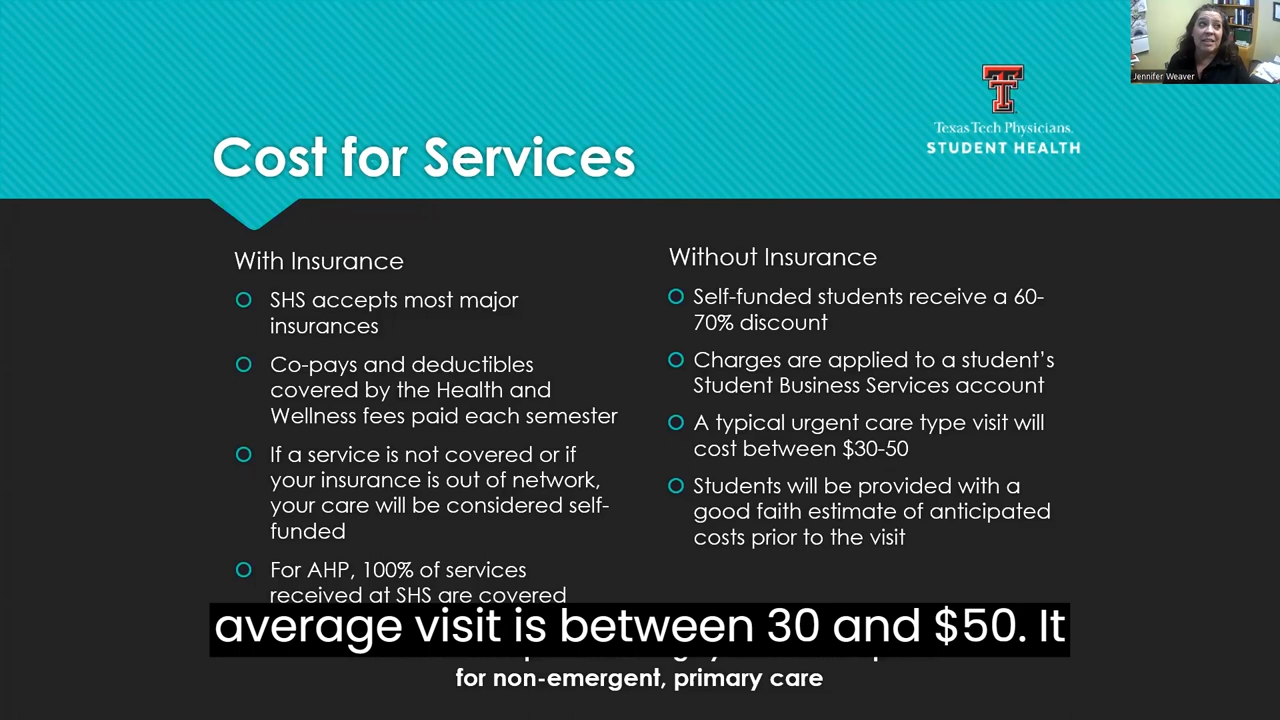 Jennifer Weaver
Texas Tech Physicians.
STUDENT HEALTH
Cost for Services
With Insurance
SHS accepts most major
insurances
Co-pays and deductibles
covered by the Health and
Wellness fees paid each semester
If a service is not covered or if
your insurance is out of network,
your care will be considered self-
funded
For AHP, 100% of services
received at SHS are covered
Without Insurance
Self-funded students receive a 60-
70% discount
Charges are applied to a student's
Student Business Services account
A typical urgent care type visit will
cost between $30-50
Students will be provided with a
good faith estimate of anticipated
costs prior to the visit
average visit is between 30 and $50. It
for non-emergent, primary care